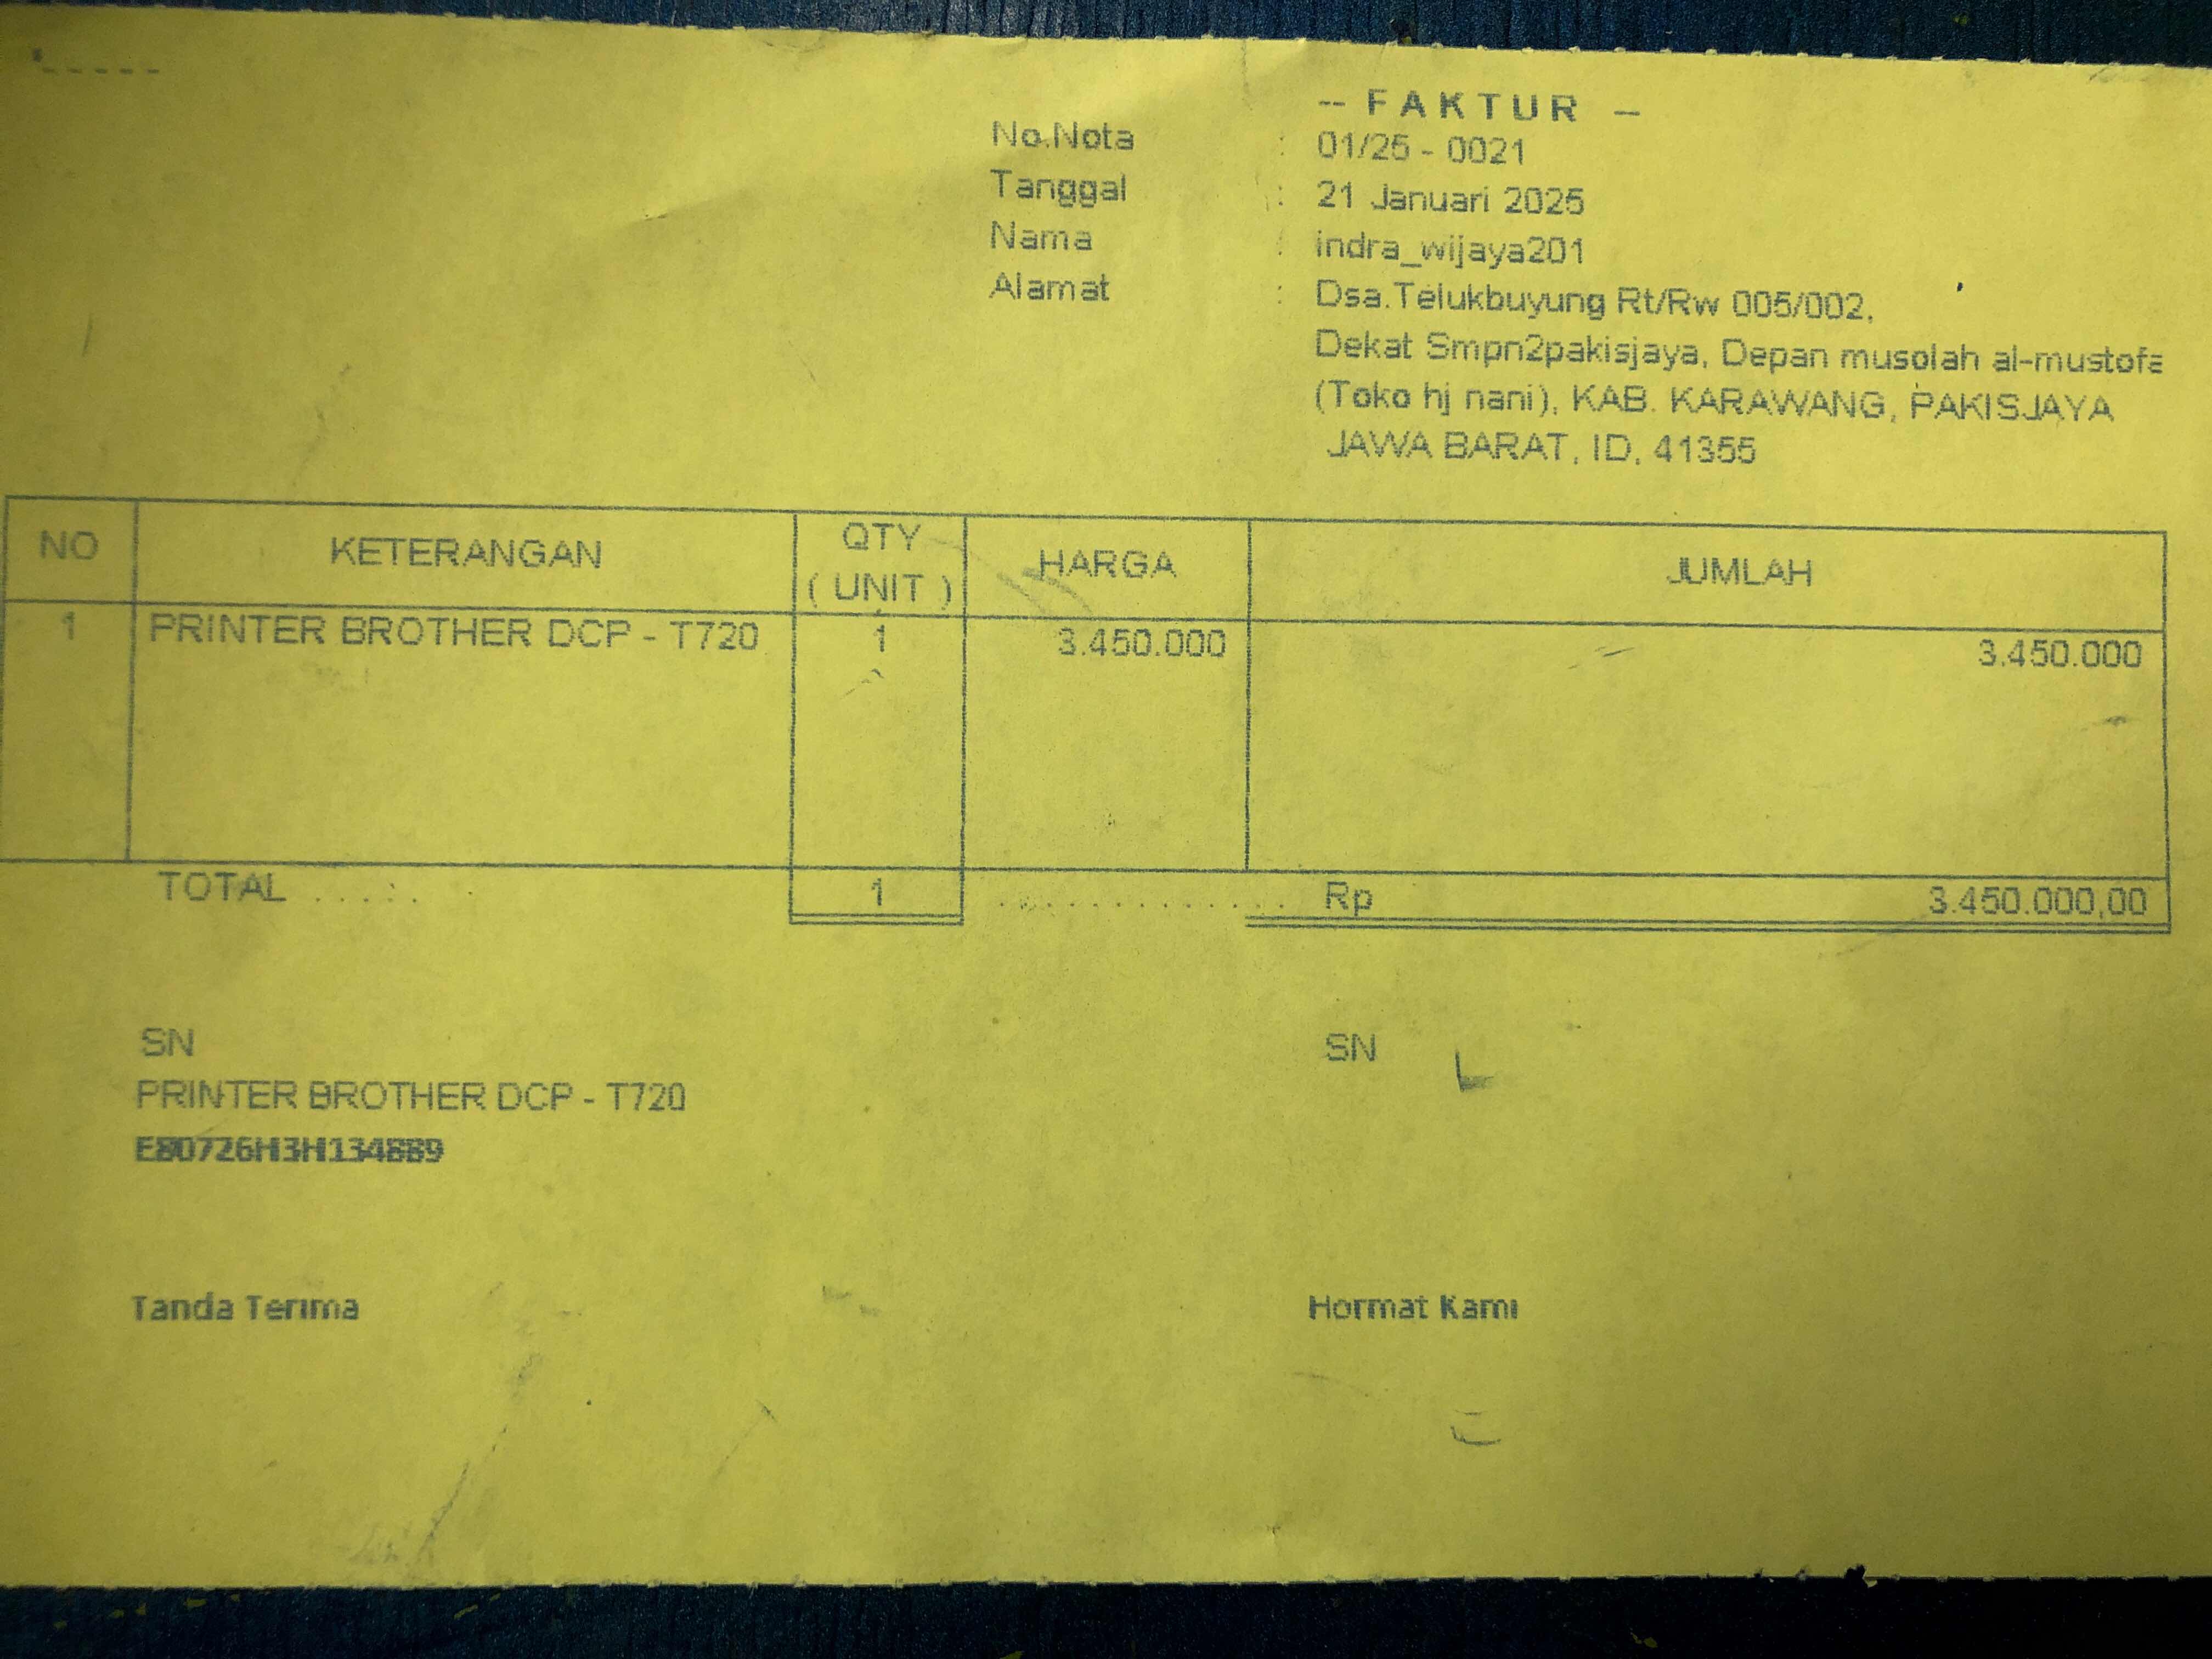 -- FAKTUR --
No.Nota : 01/25 - 0021
Tanggal : 21 Januari 2025
Nama : indra_wijaya201
Alamat : Dsa.Telukbuyung Rt/Rw 005/002,
Dekat Smpn2pakisjaya, Depan musolah al-mustofa
(Toko hj nani), KAB. KARAWANG, PAKISJAYA
JAWA BARAT, ID, 41355
NO KETERANGAN QTY ( UNIT ) HARGA JUMLAH
1 PRINTER BROTHER DCP - T720 1 3.450.000 3.450.000
TOTAL ..... 1 ............. Rp 3.450.000,00
SN SN
PRINTER BROTHER DCP - T720
E80726H3H134889
Tanda Terima Hormat Kami